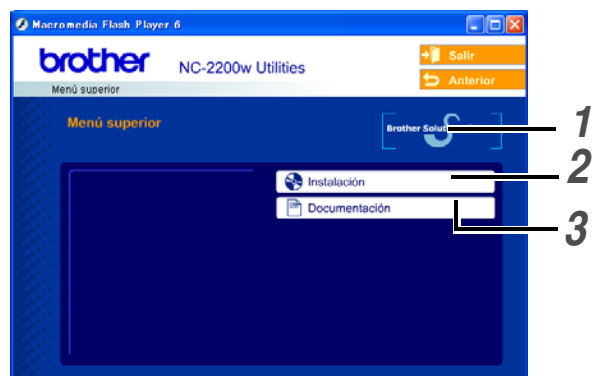 Macromedia Flash Player 6
brother
NC-2200w Utilities
Salir
Anterior
Menú superior
Menú superior
Brother Solut
1
Instalación
2
Documentación
3